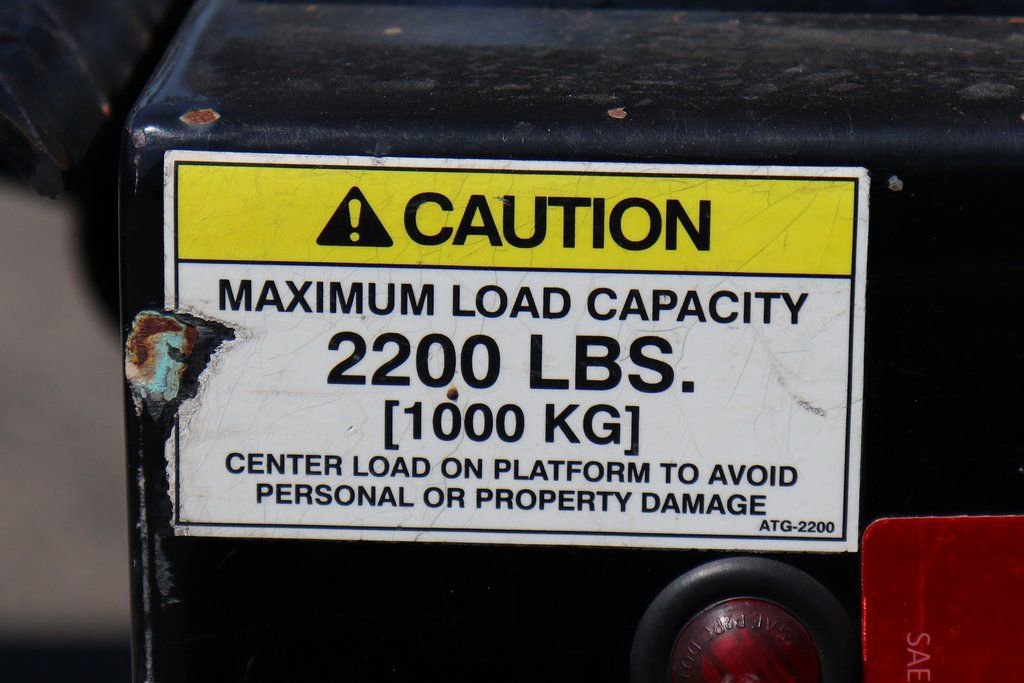 CAUTION
MAXIMUM LOAD CAPACITY
2200 LBS.
[1000 KG]
CENTER LOAD ON PLATFORM TO AVOID
PERSONAL OR PROPERTY DAMAGE
ATG-2200
SAE